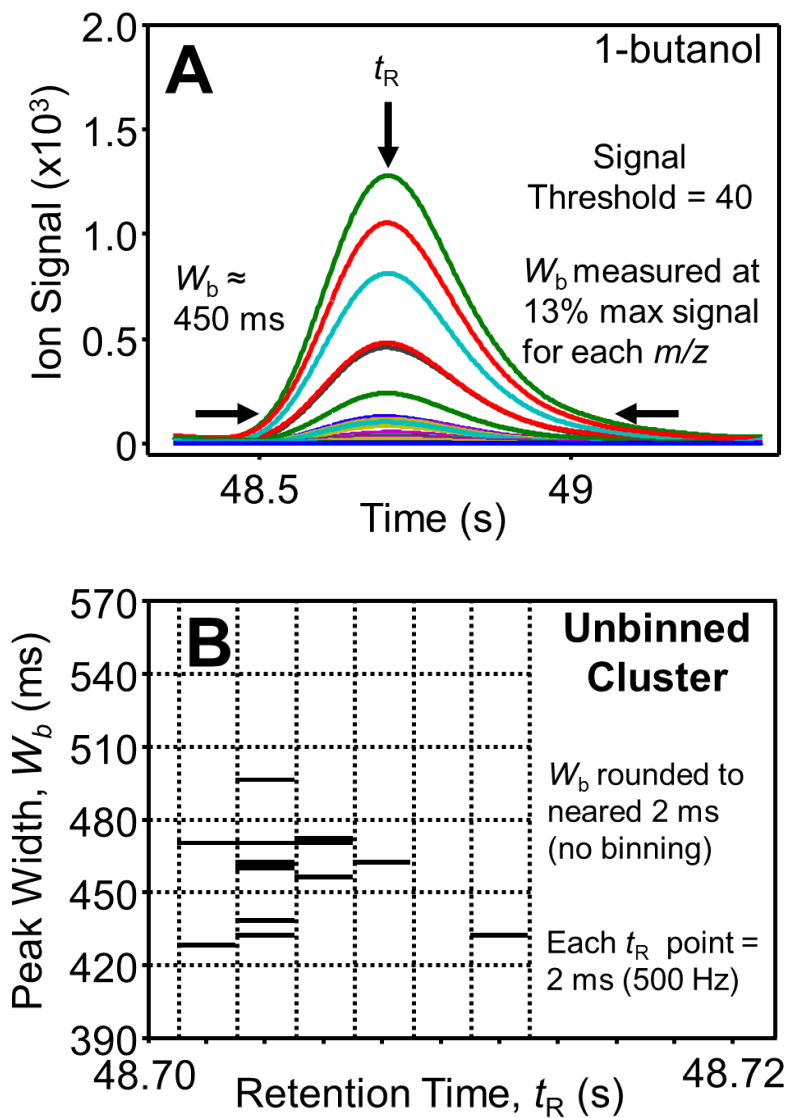 A
1-butanol
tR
Signal
Threshold = 40
Wb ≈
450 ms
Wb measured at
13% max signal
for each m/z
Ion Signal (x10³)
2.0
1.5
1.0
0.5
0
48.5 49
Time (s)
B
Unbinned
Cluster
Wb rounded to
neared 2 ms
(no binning)
Each tR point =
2 ms (500 Hz)
Peak Width, Wb (ms)
570
540
510
480
450
420
390
48.70 48.72
Retention Time, tR (s)